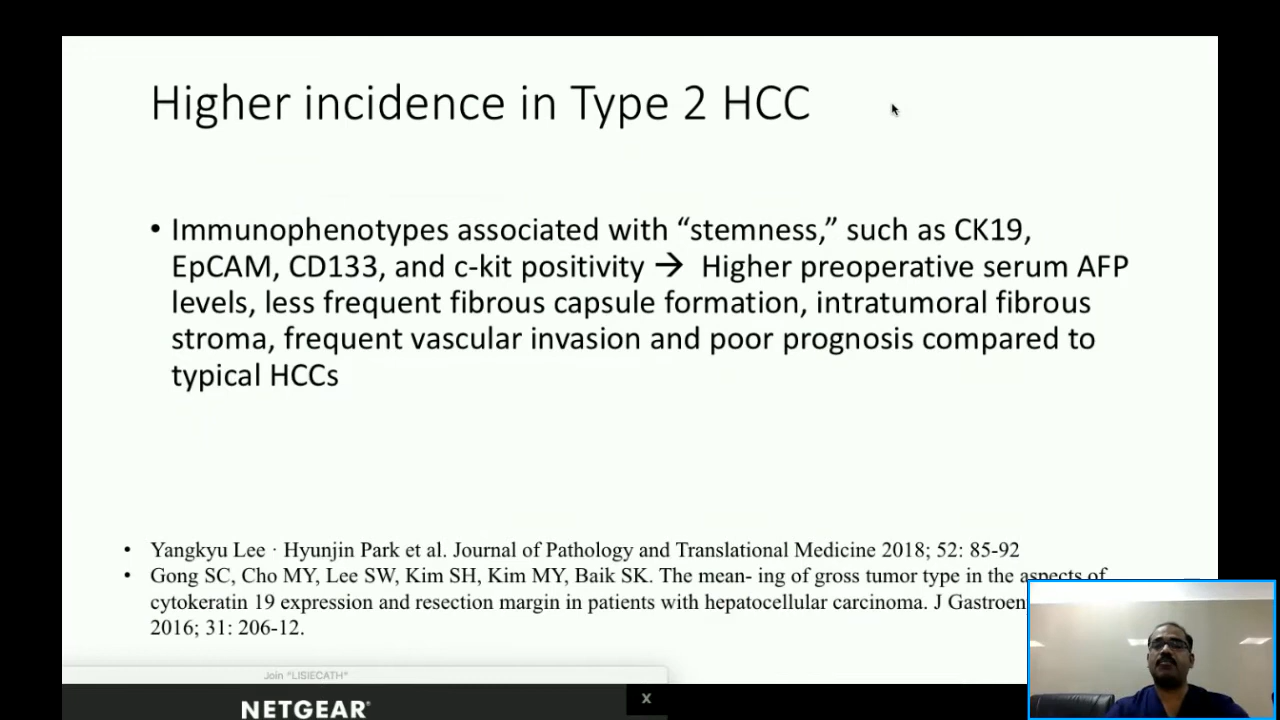 Higher incidence in Type 2 HCC
• Immunophenotypes associated with “stemness,” such as CK19,
EpCAM, CD133, and c-kit positivity → Higher preoperative serum AFP
levels, less frequent fibrous capsule formation, intratumoral fibrous
stroma, frequent vascular invasion and poor prognosis compared to
typical HCCs
• Yangkyu Lee · Hyunjin Park et al. Journal of Pathology and Translational Medicine 2018; 52: 85-92
• Gong SC, Cho MY, Lee SW, Kim SH, Kim MY, Baik SK. The mean- ing of gross tumor type in the aspects of
cytokeratin 19 expression and resection margin in patients with hepatocellular carcinoma. J Gastroen
2016; 31: 206-12.
Join "LISIECATH"
NETGEAR
X